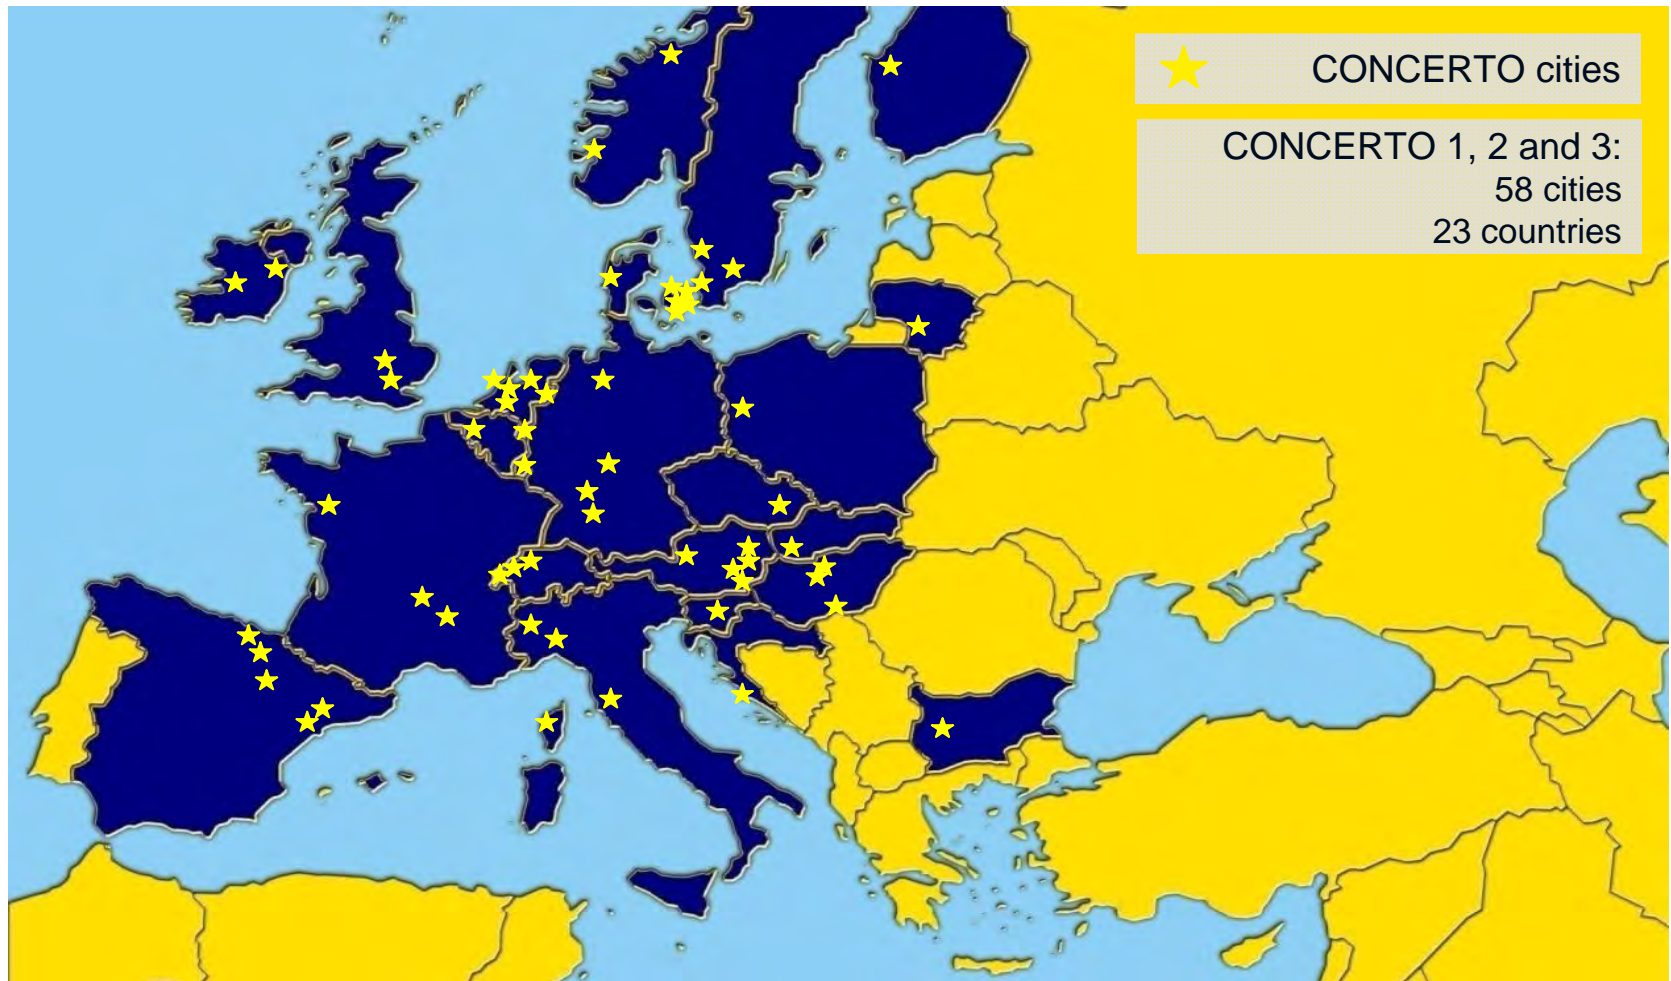 CONCERTO cities
CONCERTO 1, 2 and 3:
58 cities
23 countries